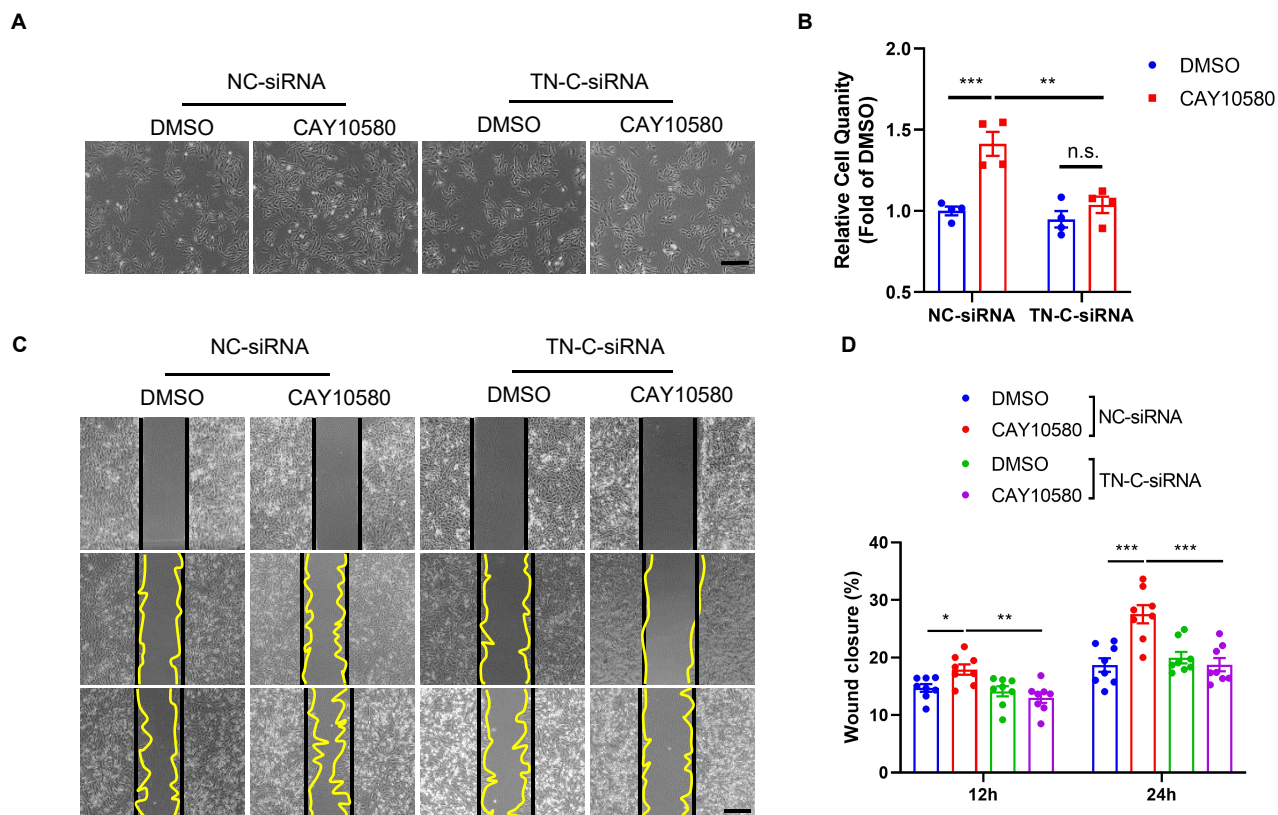 A
NC-siRNA
TN-C-siRNA
DMSO
CAY10580
DMSO
CAY10580
B
Relative Cell Quanity
(Fold of DMSO)
2.0
1.5
1.0
0.5
***
**
n.s.
NC-siRNA
TN-C-siRNA
DMSO
CAY10580
C
NC-siRNA
TN-C-siRNA
DMSO
CAY10580
DMSO
CAY10580
D
DMSO
CAY10580
NC-siRNA
DMSO
CAY10580
TN-C-siRNA
Wound closure (%)
40
30
20
10
0
*
**
***
***
12h
24h